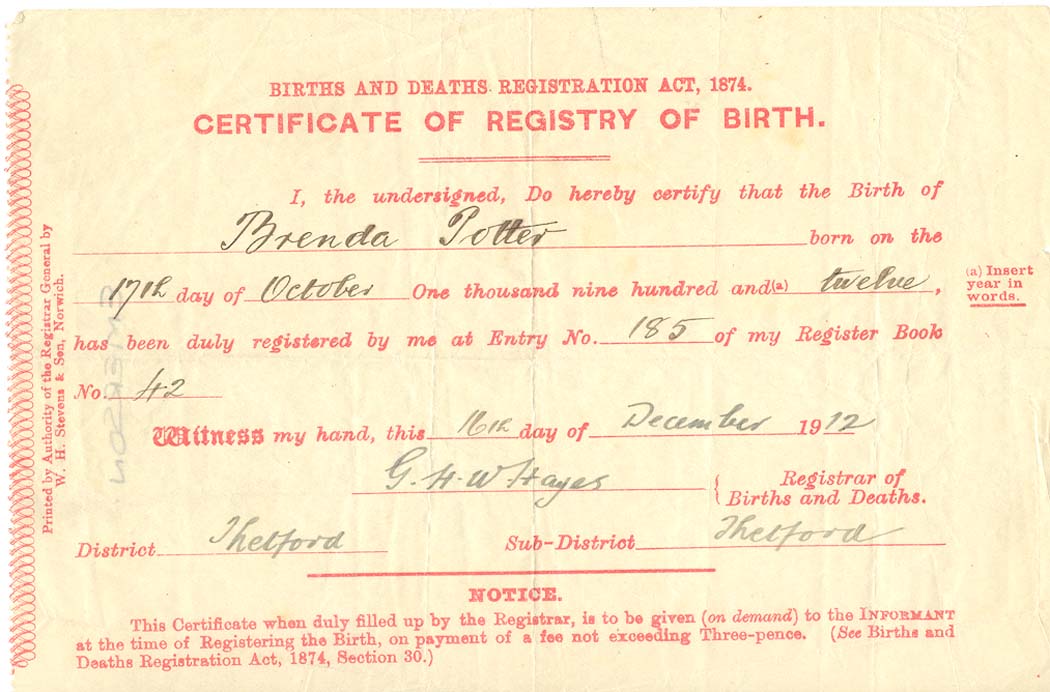 BIRTHS AND DEATHS REGISTRATION ACT, 1874.
CERTIFICATE OF REGISTRY OF BIRTH.
I, the undersigned, Do hereby certify that the Birth of
Brenda Potter born on the
17th day of October One thousand nine hundred and(a) twelve,
(a) Insert
year in
words.
has been duly registered by me at Entry No. 185 of my Register Book
No. 42
Witness my hand, this 16th day of December 1912
G. H. W Hayes { Registrar of
Births and Deaths.
District Thetford Sub-District Thetford
NOTICE.
This Certificate when duly filled up by the Registrar, is to be given (on demand) to the INFORMANT
at the time of Registering the Birth, on payment of a fee not exceeding Three-pence. (See Births and
Deaths Registration Act, 1874, Section 30.)
Printed by Authority of the Registrar General by
W. H. Stevens & Son, Norwich.